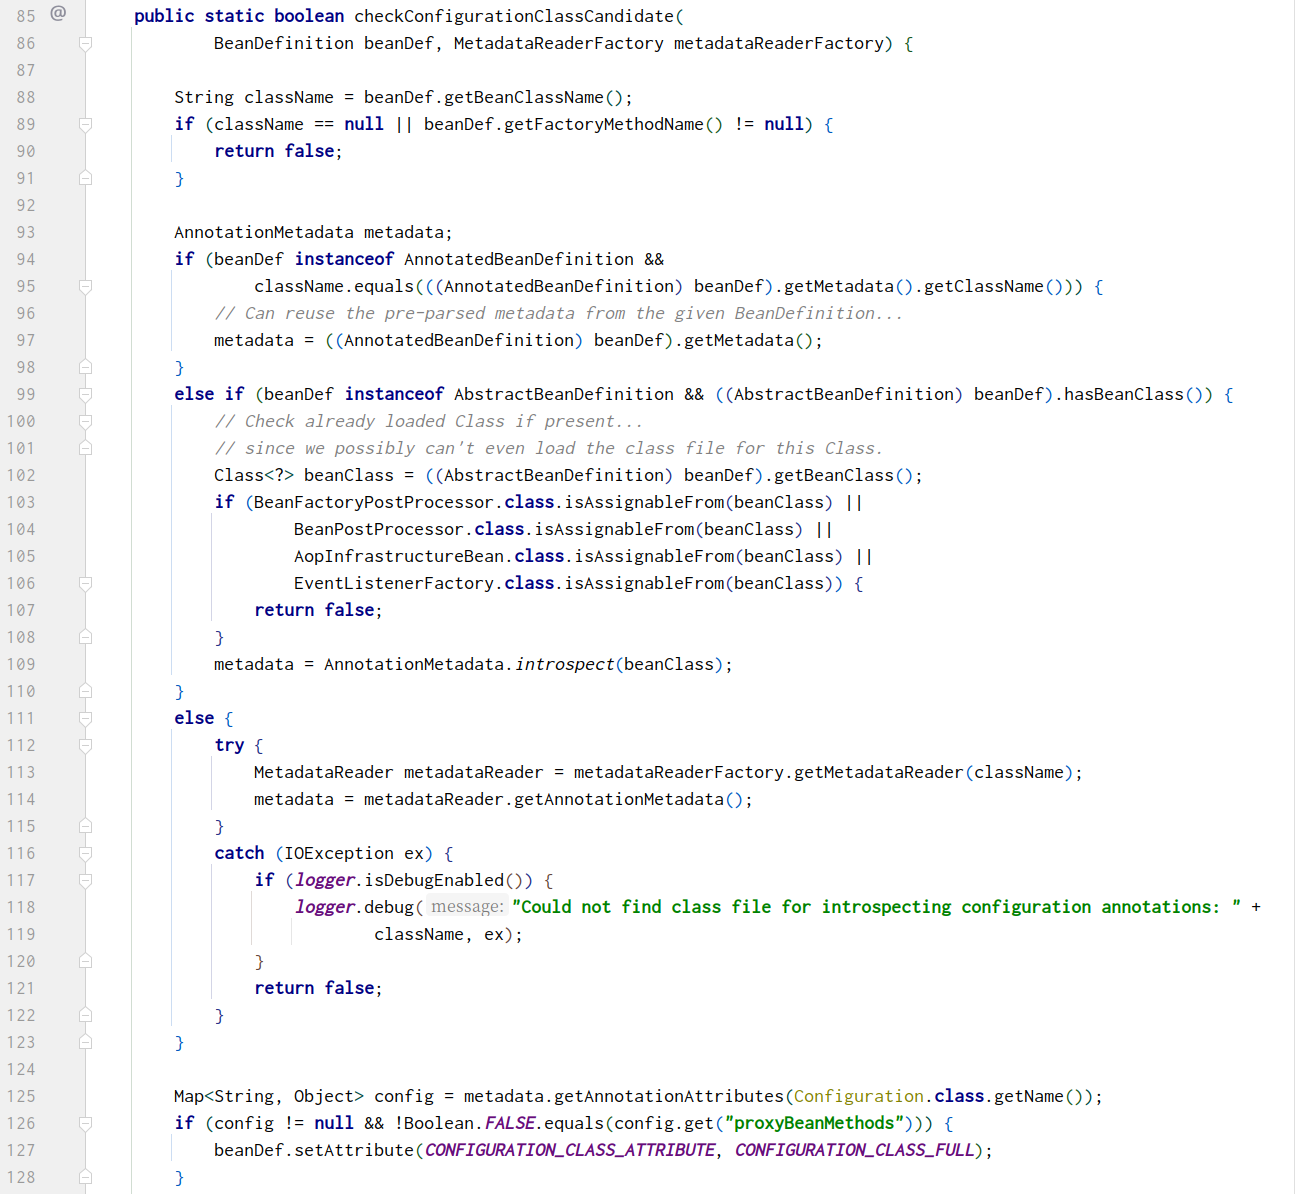 85 @ public static boolean checkConfigurationClassCandidate(
86 BeanDefinition beanDef, MetadataReaderFactory metadataReaderFactory) {
87
88 String className = beanDef.getBeanClassName();
89 if (className == null || beanDef.getFactoryMethodName() != null) {
90 return false;
91 }
92
93 AnnotationMetadata metadata;
94 if (beanDef instanceof AnnotatedBeanDefinition &&
95 className.equals(((AnnotatedBeanDefinition) beanDef).getMetadata().getClassName())) {
96 // Can reuse the pre-parsed metadata from the given BeanDefinition...
97 metadata = ((AnnotatedBeanDefinition) beanDef).getMetadata();
98 }
99 else if (beanDef instanceof AbstractBeanDefinition && ((AbstractBeanDefinition) beanDef).hasBeanClass()) {
100 // Check already loaded Class if present...
101 // since we possibly can't even load the class file for this Class.
102 Class<?> beanClass = ((AbstractBeanDefinition) beanDef).getBeanClass();
103 if (BeanFactoryPostProcessor.class.isAssignableFrom(beanClass) ||
104 BeanPostProcessor.class.isAssignableFrom(beanClass) ||
105 AopInfrastructureBean.class.isAssignableFrom(beanClass) ||
106 EventListenerFactory.class.isAssignableFrom(beanClass)) {
107 return false;
108 }
109 metadata = AnnotationMetadata.introspect(beanClass);
110 }
111 else {
112 try {
113 MetadataReader metadataReader = metadataReaderFactory.getMetadataReader(className);
114 metadata = metadataReader.getAnnotationMetadata();
115 }
116 catch (IOException ex) {
117 if (logger.isDebugEnabled()) {
118 logger.debug( message: "Could not find class file for introspecting configuration annotations: " +
119 className, ex);
120 }
121 return false;
122 }
123 }
124
125 Map<String, Object> config = metadata.getAnnotationAttributes(Configuration.class.getName());
126 if (config != null && !Boolean.FALSE.equals(config.get("proxyBeanMethods"))) {
127 beanDef.setAttribute(CONFIGURATION_CLASS_ATTRIBUTE, CONFIGURATION_CLASS_FULL);
128 }